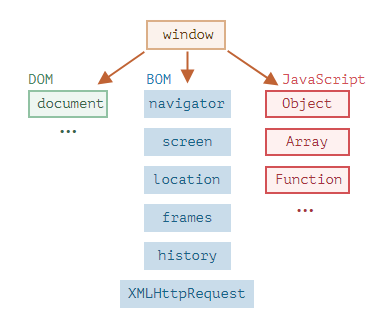 window
DOM BOM JavaScript
document navigator Object
...
screen Array
location Function
frames ...
history
XMLHttpRequest